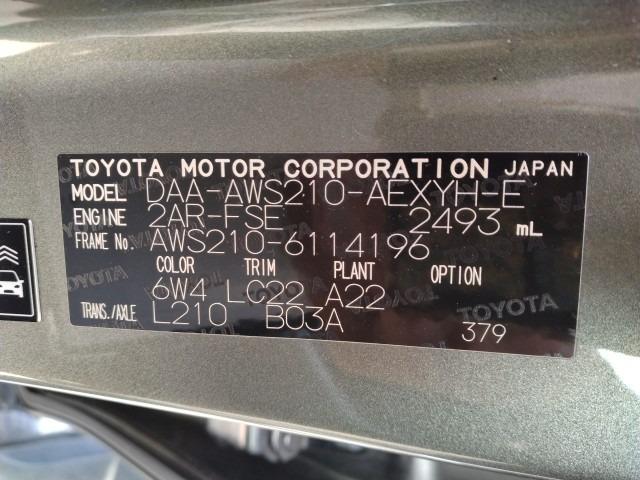 TOYOTA MOTOR CORPORATION JAPAN
MODEL DAA-AWS210-AEXYH-E
ENGINE 2AR-FSE 2493 mL
FRAME No. AWS210-6114196
COLOR TRIM PLANT OPTION
6W4 LC22 A22
TRANS./AXLE L210 B03A 379